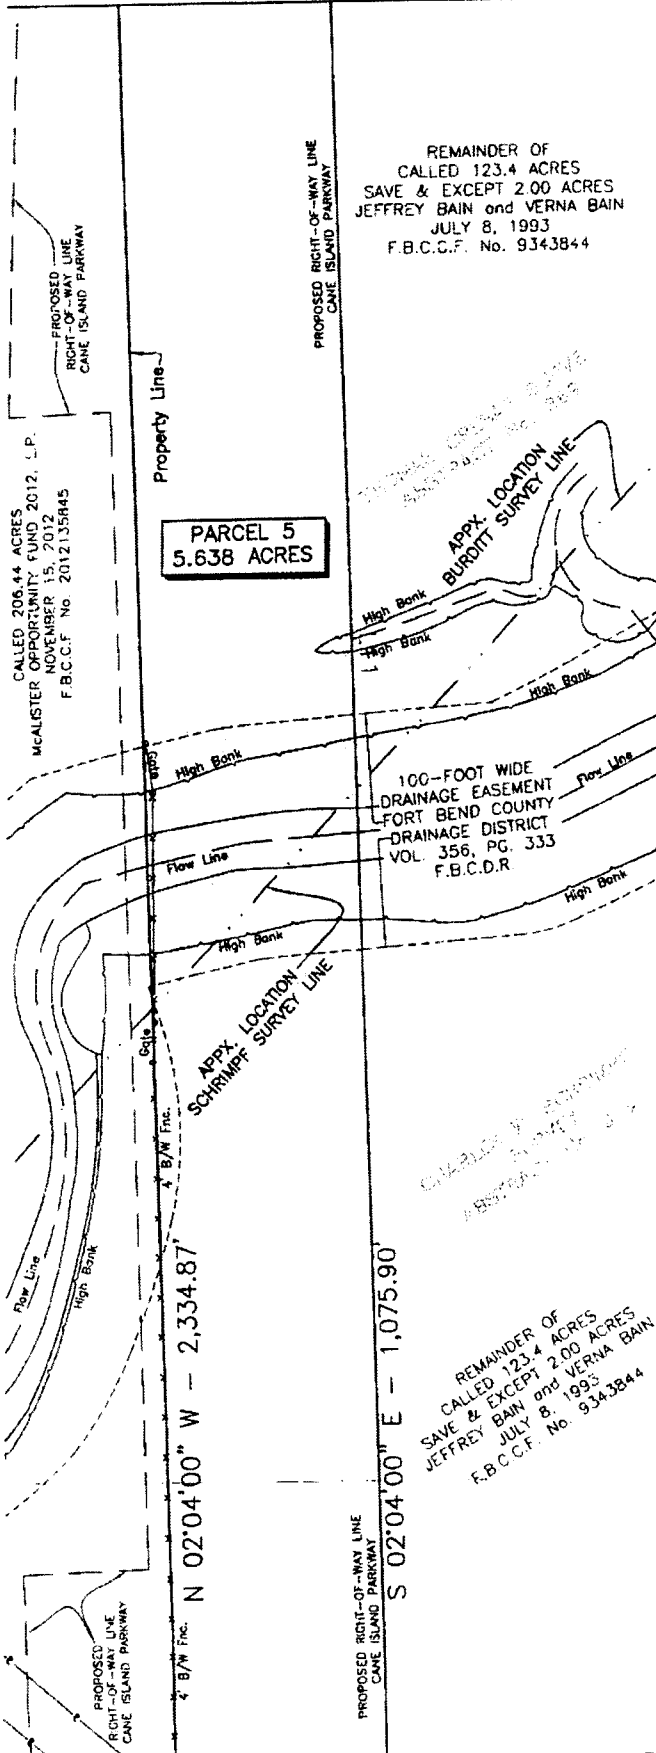 REMAINDER OF
CALLED 123.4 ACRES
SAVE & EXCEPT 2.00 ACRES
JEFFREY BAIN and VERNA BAIN
JULY 8, 1993
F.B.C.C.F. No. 9343844
PROPOSED RIGHT-OF-WAY LINE
CANE ISLAND PARKWAY
PROPOSED
RIGHT-OF-WAY LINE
CANE ISLAND PARKWAY
Property Line
CALLED 206.44 ACRES
McALISTER OPPORTUNITY FUND 2012, L.P.
NOVEMBER 15, 2012
F.B.C.C.F No. 2012135845
PARCEL 5
5.638 ACRES
APPX. LOCATION
BURDITT SURVEY LINE
High Bank
High Bank
High Bank
Gate
High Bank
100-FOOT WIDE
DRAINAGE EASEMENT
FORT BEND COUNTY
DRAINAGE DISTRICT
VOL. 356, PG. 333
F.B.C.D.R.
Flow Line
Flow Line
High Bank
High Bank
APPX. LOCATION
SCHRIMPF SURVEY LINE
Gate
4' B/W Fnc.
Flow Line
High Bank
N 02°04'00" W - 2,334.87'
S 02°04'00" E - 1,075.90'
REMAINDER OF
CALLED 123.4 ACRES
SAVE & EXCEPT 2.00 ACRES
JEFFREY BAIN and VERNA BAIN
JULY 8, 1993
F.B.C.C.F. No. 9343844
PROPOSED RIGHT-OF-WAY LINE
CANE ISLAND PARKWAY
4' B/W Fnc.
PROPOSED
RIGHT-OF-WAY LINE
CANE ISLAND PARKWAY